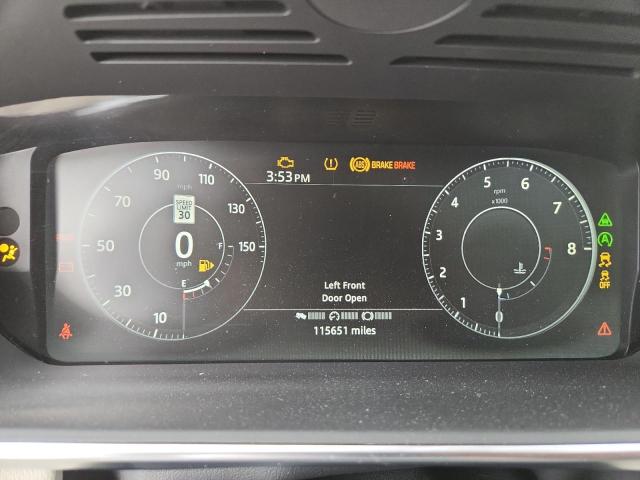 ABS BRAKE BRAKE
3:53 PM
90 mph 110
70 130
SPEED
LIMIT
30
50 0 150
mph
F
E
30
10
Left Front
Door Open
115651 miles
5 6
4 rpm 7
x1000
3 8
2
1
0
A
OFF